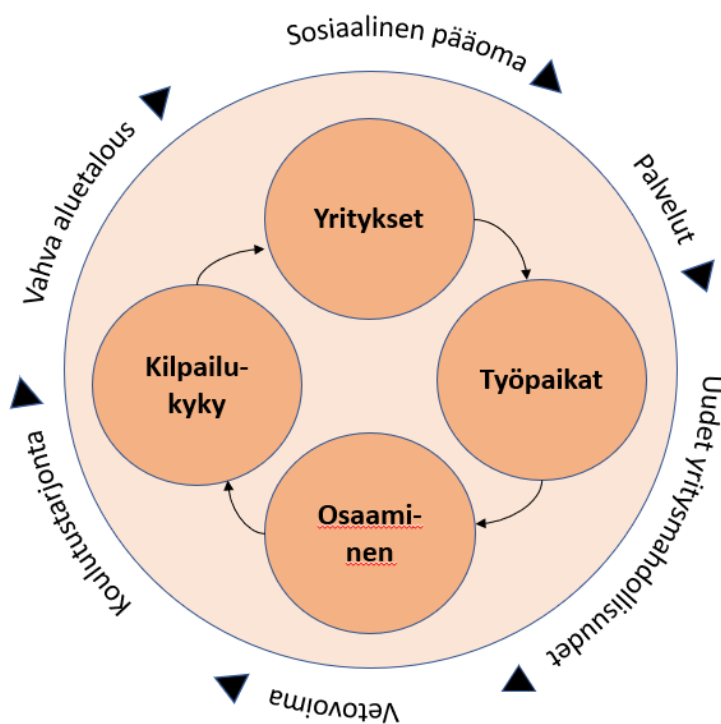 Sosiaalinen pääoma
Palvelut
Uudet yritysmahdollisuudet
Vetovoima
Koulutustarjonta
Vahva aluetalous
Yritykset
Työpaikat
Osaami-
nen
Kilpailu-
kyky